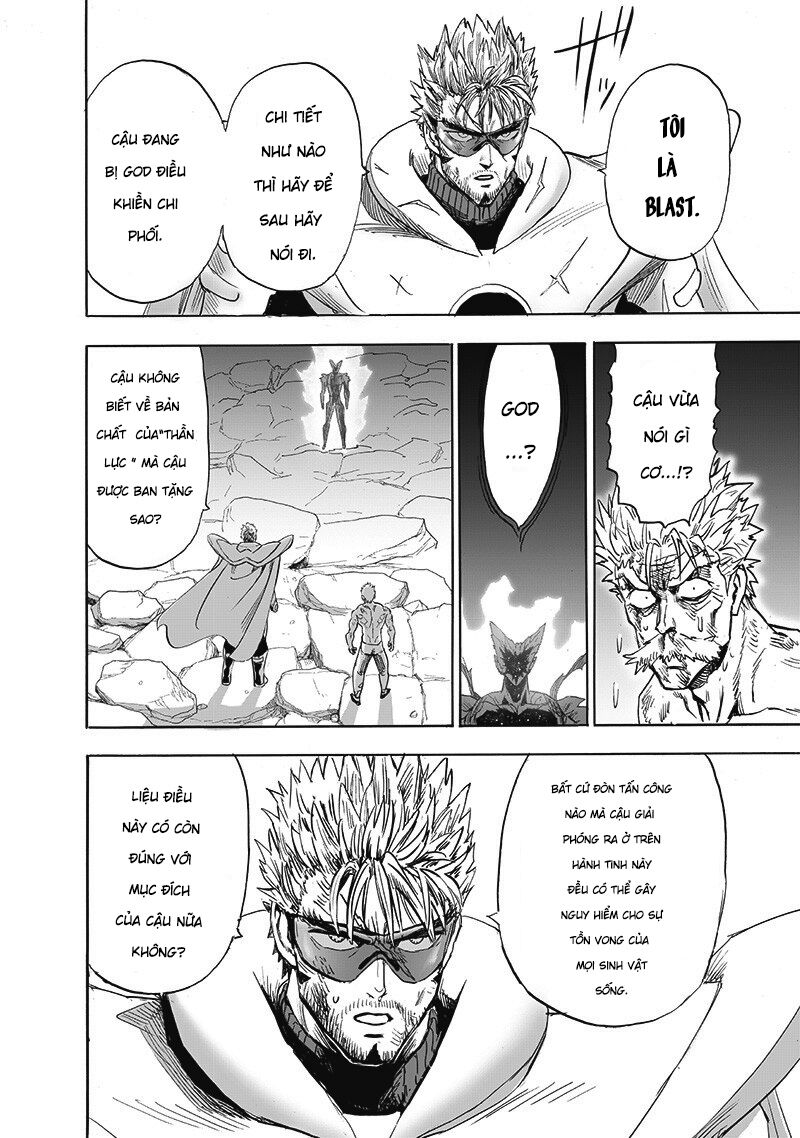 TÔI
LÀ
BLAST.
CHI TIẾT
NHƯ NÀO
THÌ HÃY ĐỂ
SAU HÃY
NÓI ĐI.
CẬU ĐANG
BỊ GOD ĐIỀU
KHIỂN CHI
PHỐI.
CẬU VỪA
NÓI GÌ
CƠ...!?
GOD
...?
CẬU KHÔNG
BIẾT VỀ BẢN
CHẤT CỦA"THẦN
LỰC " MÀ CẬU
ĐƯỢC BAN TẶNG
SAO?
BẤT CỨ ĐÒN TẤN CÔNG
NÀO MÀ CẬU GIẢI
PHÓNG RA Ở TRÊN
HÀNH TINH NÀY
ĐỀU CÓ THỂ GÂY
NGUY HIỂM CHO SỰ
TỒN VONG CỦA
MỌI SINH VẬT
SỐNG.
LIỆU ĐIỀU
NÀY CÓ CÒN
ĐÚNG VỚI
MỤC ĐÍCH
CỦA CẬU NỮA
KHÔNG?